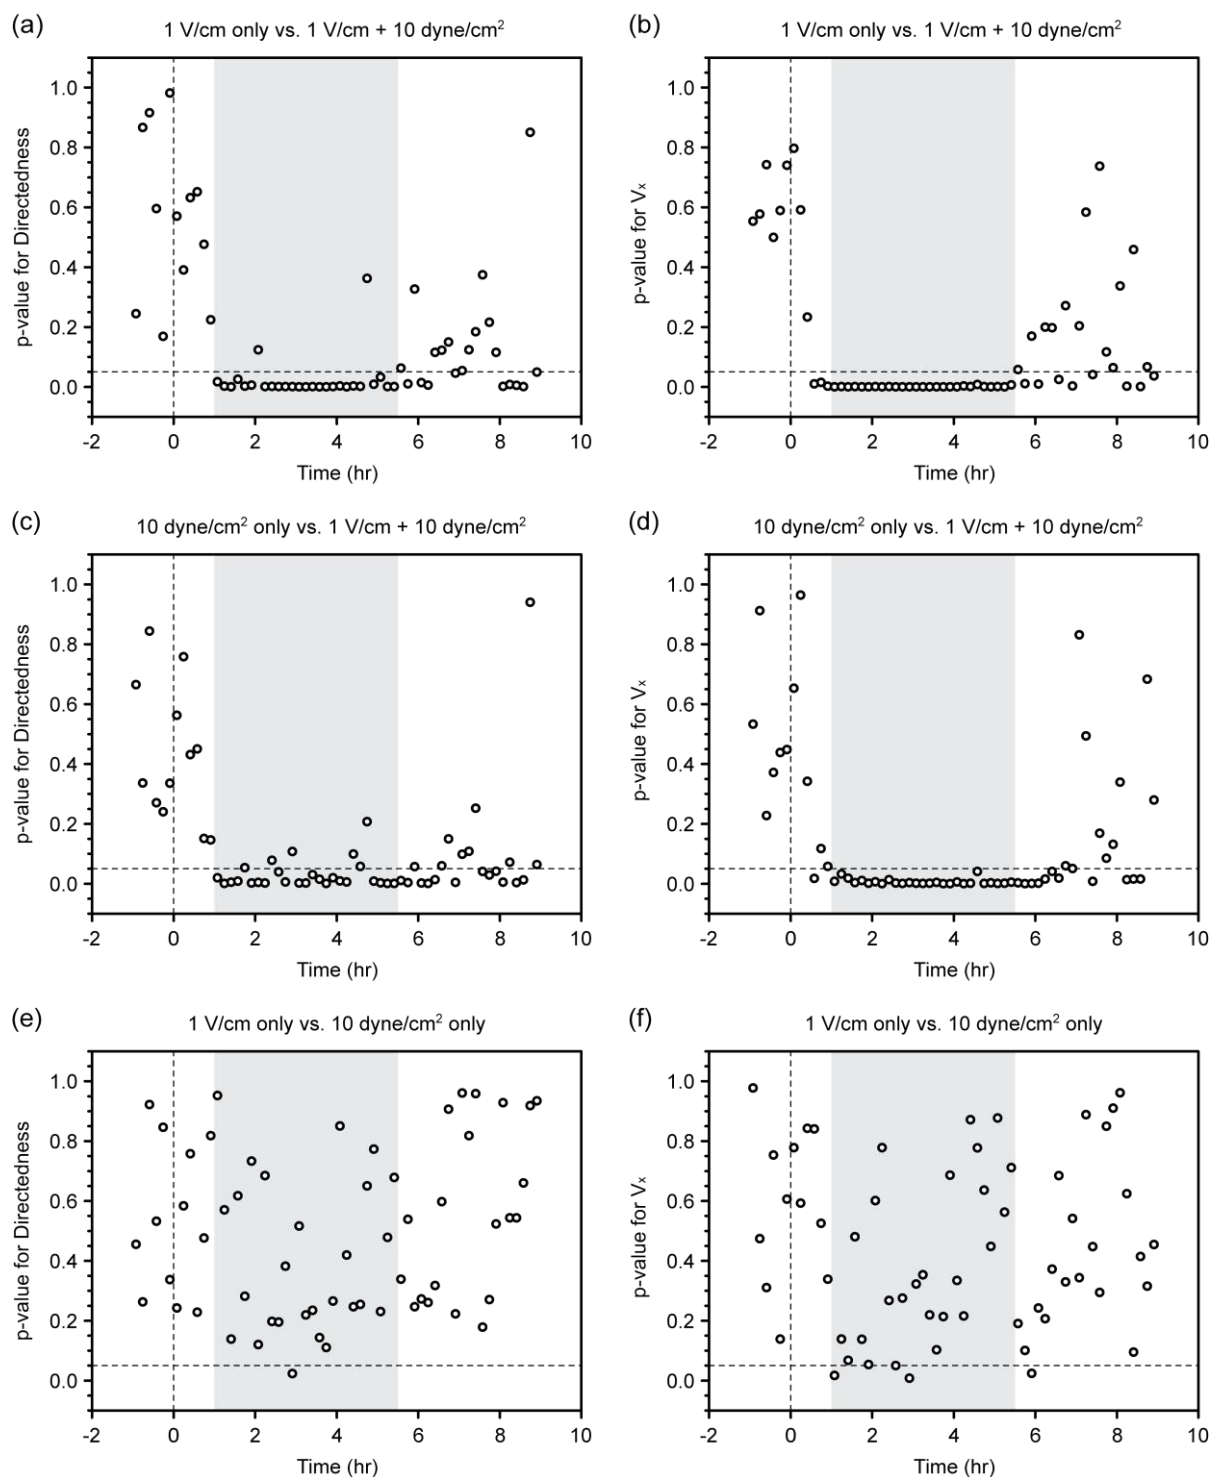 (a)
1 V/cm only vs. 1 V/cm + 10 dyne/cm²
p-value for Directedness
1.0
0.8
0.6
0.4
0.2
0.0
-2 0 2 4 6 8 10
Time (hr)
(b)
1 V/cm only vs. 1 V/cm + 10 dyne/cm²
p-value for Vₓ
1.0
0.8
0.6
0.4
0.2
0.0
-2 0 2 4 6 8 10
Time (hr)
(c)
10 dyne/cm² only vs. 1 V/cm + 10 dyne/cm²
p-value for Directedness
1.0
0.8
0.6
0.4
0.2
0.0
-2 0 2 4 6 8 10
Time (hr)
(d)
10 dyne/cm² only vs. 1 V/cm + 10 dyne/cm²
p-value for Vₓ
1.0
0.8
0.6
0.4
0.2
0.0
-2 0 2 4 6 8 10
Time (hr)
(e)
1 V/cm only vs. 10 dyne/cm² only
p-value for Directedness
1.0
0.8
0.6
0.4
0.2
0.0
-2 0 2 4 6 8 10
Time (hr)
(f)
1 V/cm only vs. 10 dyne/cm² only
p-value for Vₓ
1.0
0.8
0.6
0.4
0.2
0.0
-2 0 2 4 6 8 10
Time (hr)